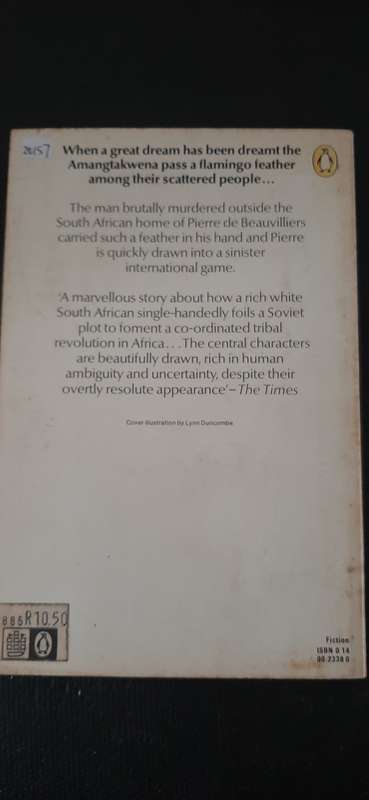 20157
When a great dream has been dreamt the
Amangtakwena pass a flamingo feather
among their scattered people...
The man brutally murdered outside the
South African home of Pierre de Beauvilliers
carried such a feather in his hand and Pierre
is quickly drawn into a sinister
international game.
'A marvellous story about how a rich white
South African single-handedly foils a Soviet
plot to foment a co-ordinated tribal
revolution in Africa...The central characters
are beautifully drawn, rich in human
ambiguity and uncertainty, despite their
overtly resolute appearance'–The Times
Cover illustration by Lynn Duncombe
885 R10.50
Fiction
ISBN 0 14
00.2338 0